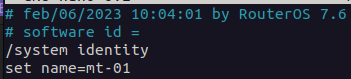 # feb/06/2023 10:04:01 by RouterOS 7.6
# software id =
/system identity
set name=mt-01